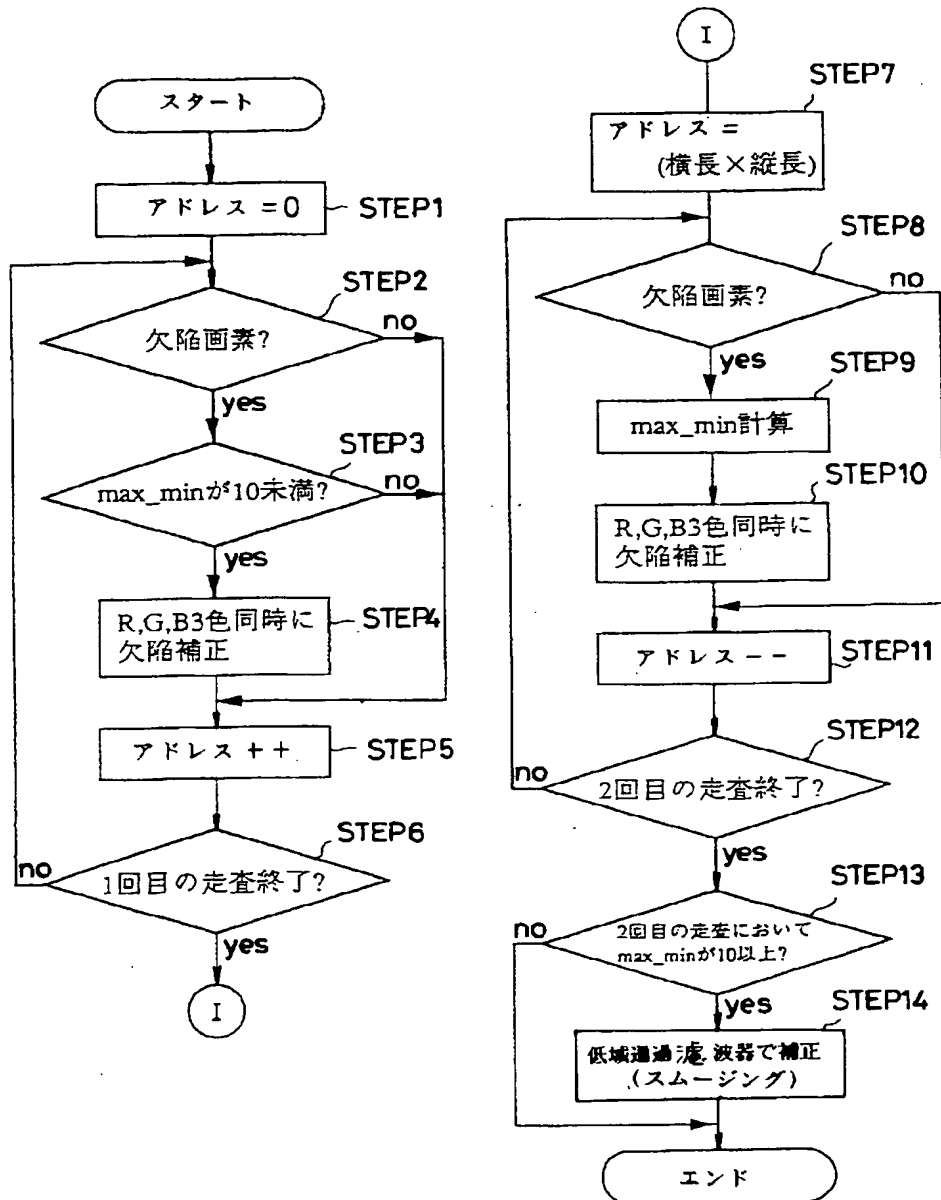 スタート
アドレス =0
STEP1
STEP2
欠陥画素?
no
yes
STEP3
max_minが10未満?
no
yes
R,G,B3色同時に
欠陥補正
STEP4
アドレス++
STEP5
STEP6
1回目の走査終了?
no
yes
I
I
STEP7
アドレス =
(横長×縦長)
STEP8
欠陥画素?
no
yes
STEP9
max_min計算
STEP10
R,G,B3色同時に
欠陥補正
アドレス--
STEP11
STEP12
2回目の走査終了?
no
yes
STEP13
2回目の走査において
max_minが10以上?
no
yes
STEP14
低域通過濾波器で補正
(スムージング)
エンド